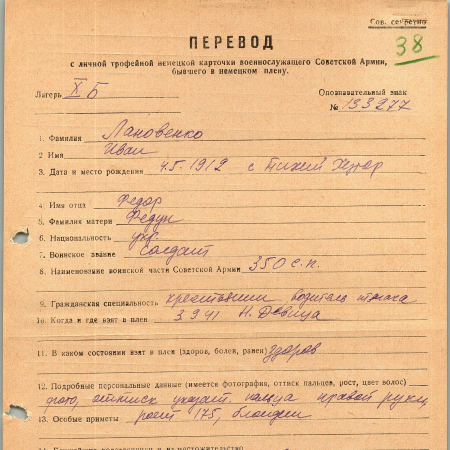 Сов. секретно
38
ПЕРЕВОД
с личной трофейной немецкой карточки военнослужащего Советской Армии,
бывшего в немецком плену.
Лагерь X Б
Опознавательный знак
№ 133277
1. Фамилия Лановенко
2 Имя Иван
3. Дата и место рождения 4.5.1912 с Тихий Хутор
4. Имя отца Федор
5. Фамилия матери Федун
6. Национальность укр
7. Воинское звание солдат
8. Наименование воинской части Советской Армии 350 с.п.
9. Гражданская специальность крестьянин водитель
10. Когда и где взят в плен 3.9.41 Н. Девица
11. В каком состоянии взят в плен (здоров, болен, ранен) здоров
12. Подробные персональные данные (имеется фотография, оттиск пальцев, рост, цвет волос)
фото, оттиск указат. пальца правой руки
13. Особые приметы рост 175, блондин